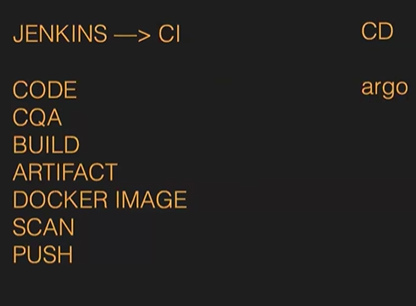 JENKINS —> CI
CD
CODE
argo
CQA
BUILD
ARTIFACT
DOCKER IMAGE
SCAN
PUSH